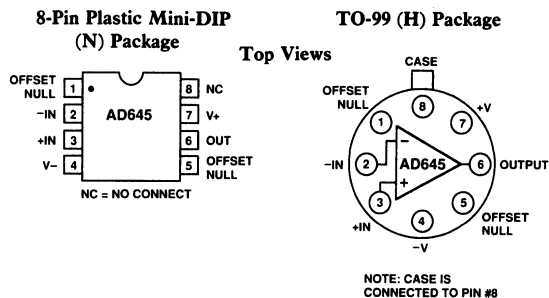 8-Pin Plastic Mini-DIP
(N) Package
TO-99 (H) Package
Top Views
OFFSET
NULL
1
8
NC
−IN
2
AD645
7
V+
+IN
3
6
OUT
V−
4
5
OFFSET
NULL
NC = NO CONNECT
CASE
OFFSET
NULL
8
+V
1
7
−
−IN
2
AD645
6
OUTPUT
+
3
5
+IN
4
OFFSET
NULL
−V
NOTE: CASE IS
CONNECTED TO PIN #8